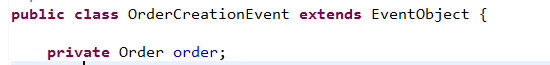 public class OrderCreationEvent extends EventObject {
private Order order;